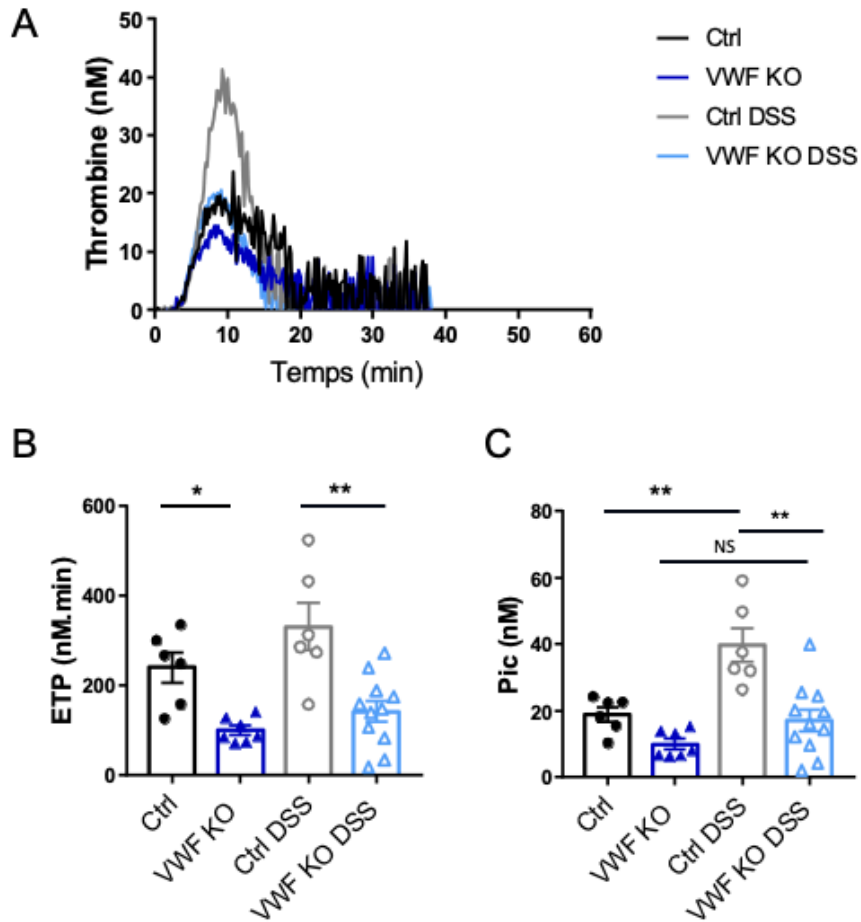 A
Thrombine (nM)
50
40
30
20
10
0
0 10 20 30 40 50 60
Temps (min)
Ctrl
VWF KO
Ctrl DSS
VWF KO DSS
B
ETP (nM.min)
600
400
200
0
* **
Ctrl
VWF KO
Ctrl DSS
VWF KO DSS
C
Pic (nM)
80
60
40
20
0
**
**
NS
Ctrl
VWF KO
Ctrl DSS
VWF KO DSS